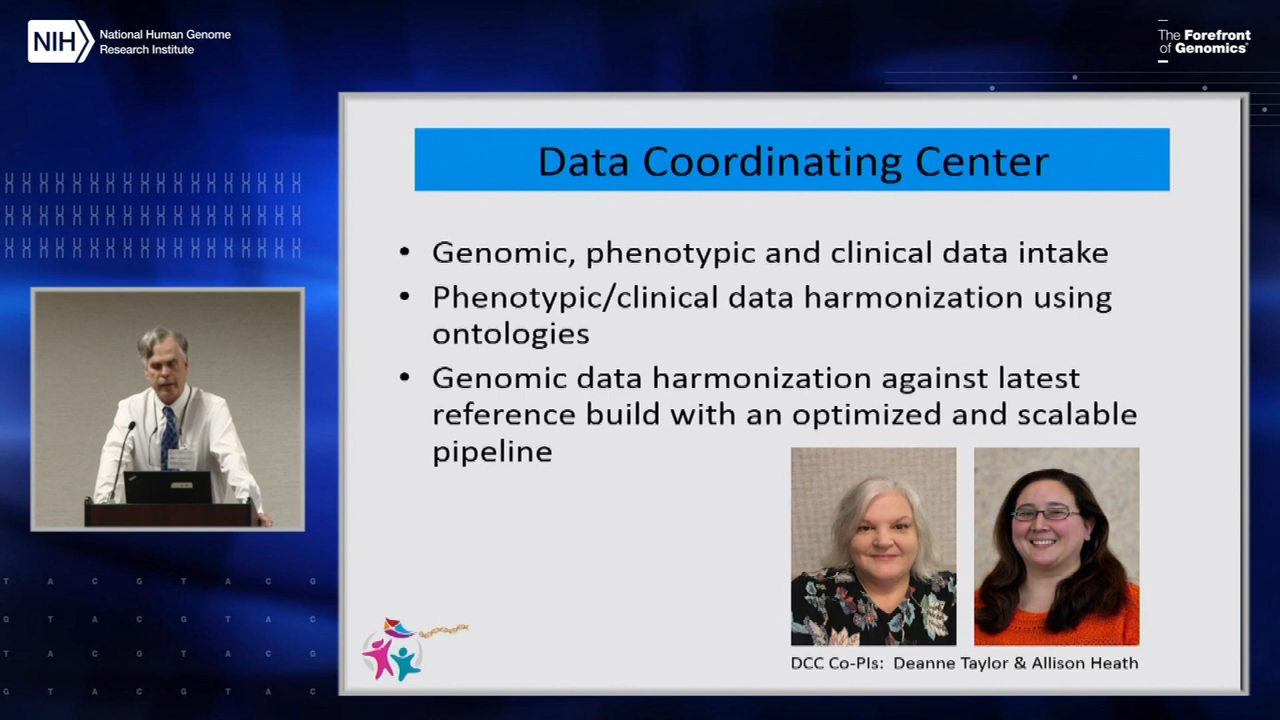 NIH
National Human Genome
Research Institute
The Forefront
of Genomics®
Data Coordinating Center
• Genomic, phenotypic and clinical data intake
• Phenotypic/clinical data harmonization using
ontologies
• Genomic data harmonization against latest
reference build with an optimized and scalable
pipeline
DCC Co-PIs: Deanne Taylor & Allison Heath
T A C G T A C G
G T A C G T A C
T A C G T A C G
G T A C G T A C